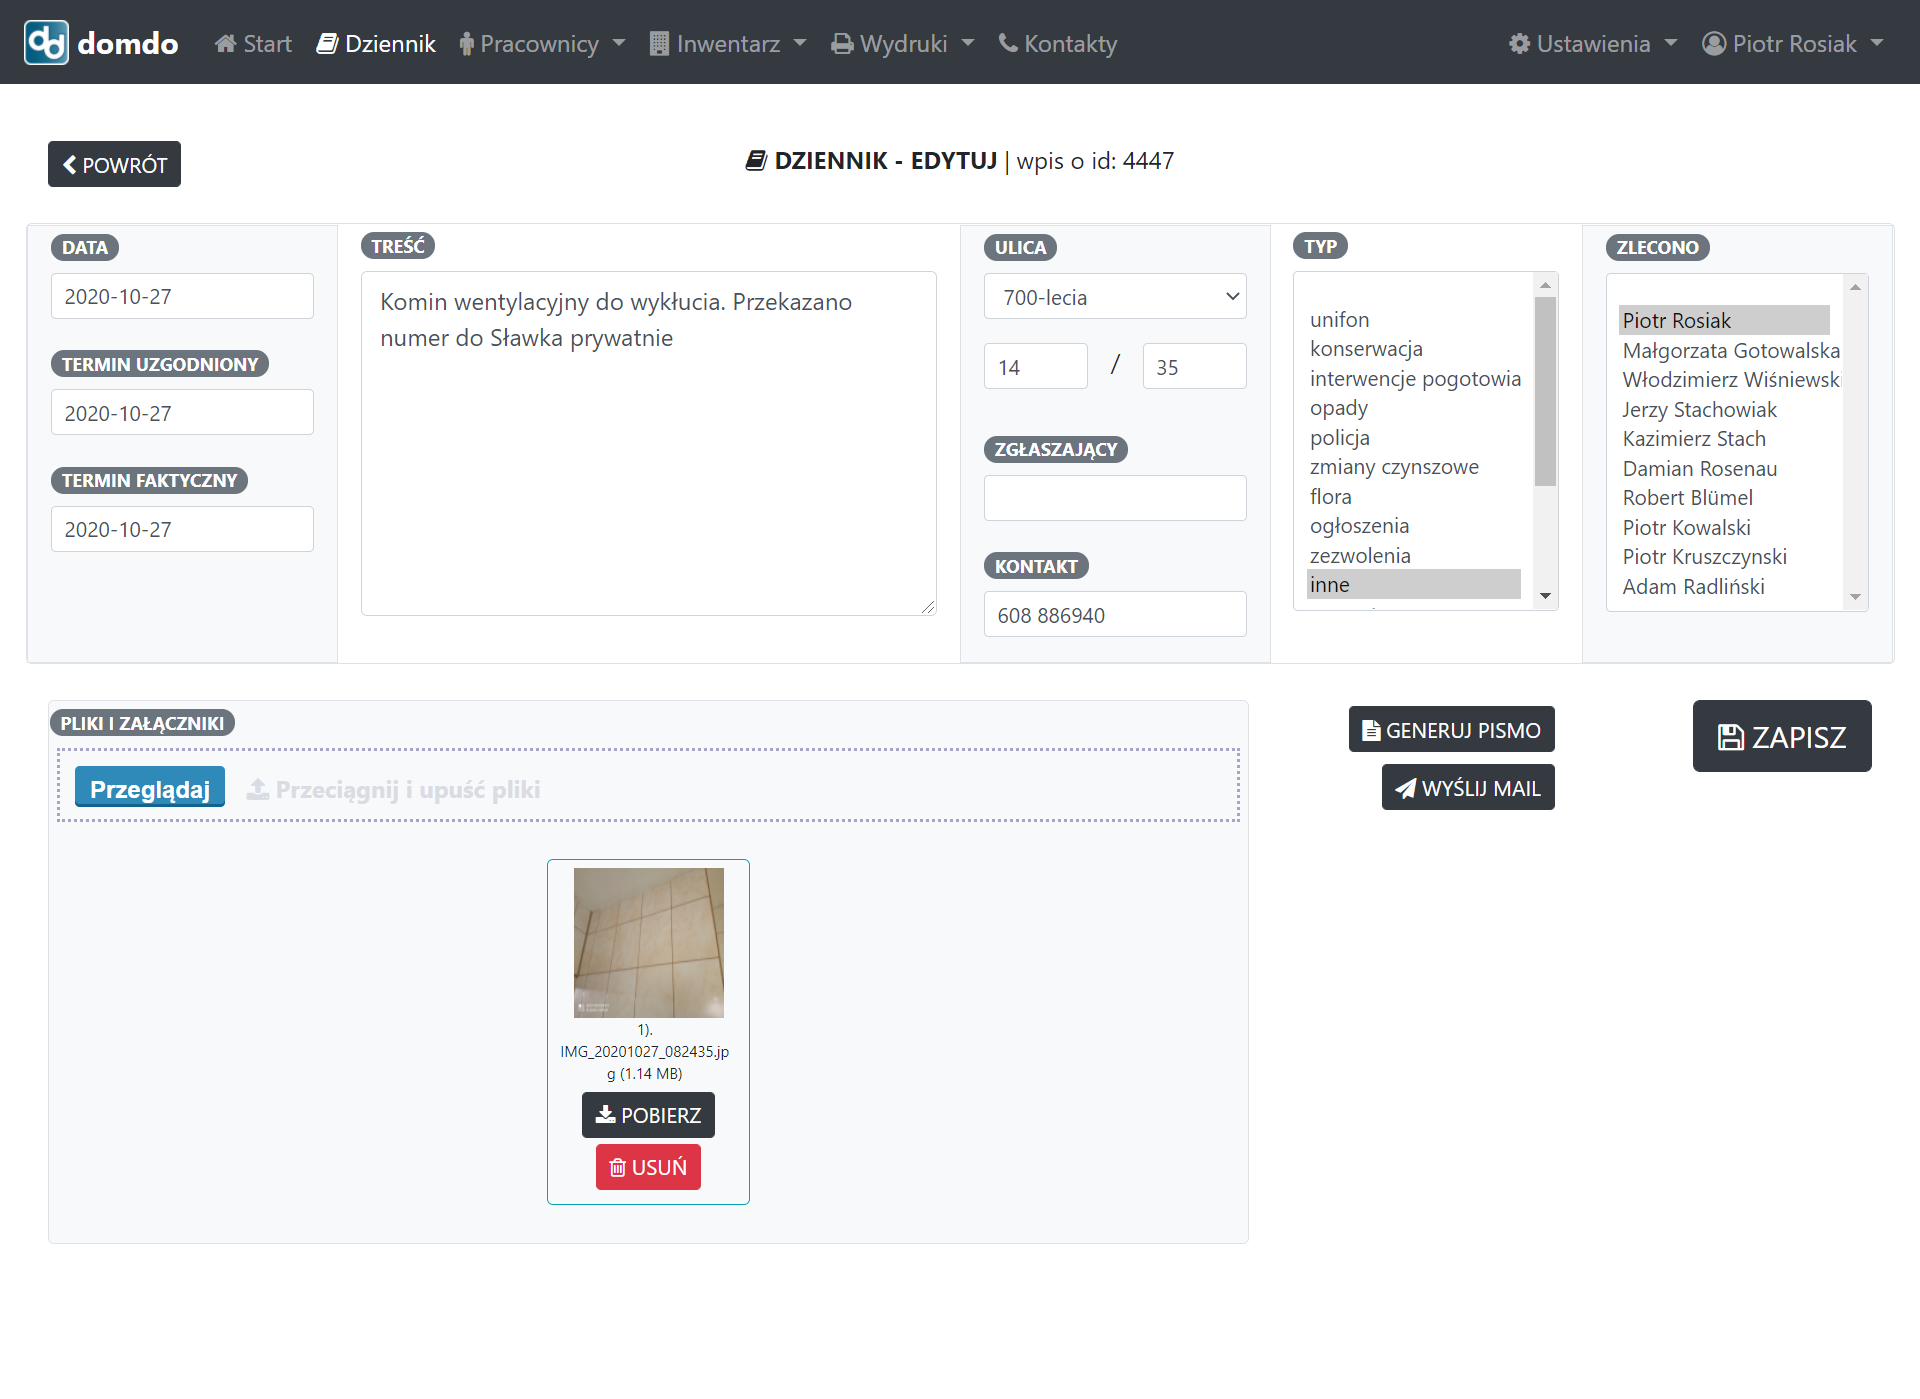 domdo Start Dziennik Pracownicy Inwentarz Wydruki Kontakty Ustawienia Piotr Rosiak
POWRÓT
DZIENNIK - EDYTUJ | wpis o id: 4447
DATA
2020-10-27
TERMIN UZGODNIONY
2020-10-27
TERMIN FAKTYCZNY
2020-10-27
TREŚĆ
Komin wentylacyjny do wykłucia. Przekazano
numer do Sławka prywatnie
ULICA
700-lecia
14 / 35
ZGŁASZAJĄCY
KONTAKT
608 886940
TYP
unifon
konserwacja
interwencje pogotowia
opady
policja
zmiany czynszowe
flora
ogłoszenia
zezwolenia
inne
ZLECONO
Piotr Rosiak
Małgorzata Gotowalska
Włodzimierz Wiśniewski
Jerzy Stachowiak
Kazimierz Stach
Damian Rosenau
Robert Blümel
Piotr Kowalski
Piotr Kruszczynski
Adam Radliński
PLIKI I ZAŁĄCZNIKI
Przeglądaj Przeciągnij i upuść pliki
1).
IMG_20201027_082435.jp
g (1.14 MB)
POBIERZ
USUŃ
GENERUJ PISMO
WYŚLIJ MAIL
ZAPISZ